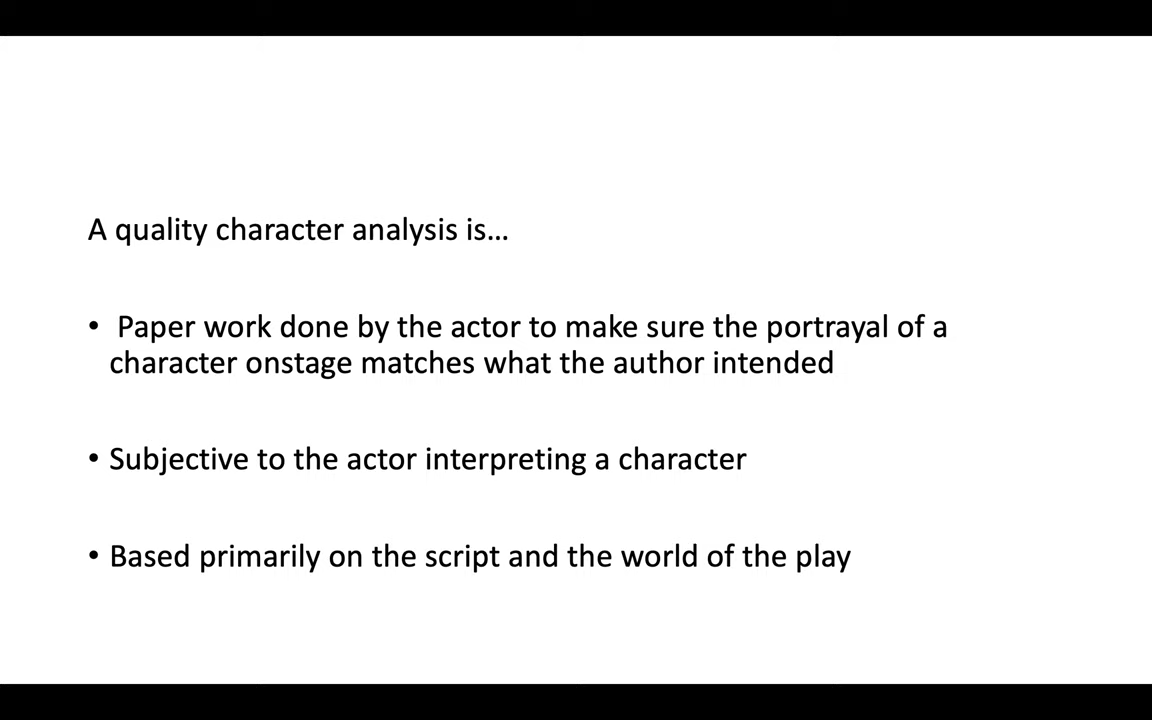 A quality character analysis is…
• Paper work done by the actor to make sure the portrayal of a
character onstage matches what the author intended
• Subjective to the actor interpreting a character
• Based primarily on the script and the world of the play